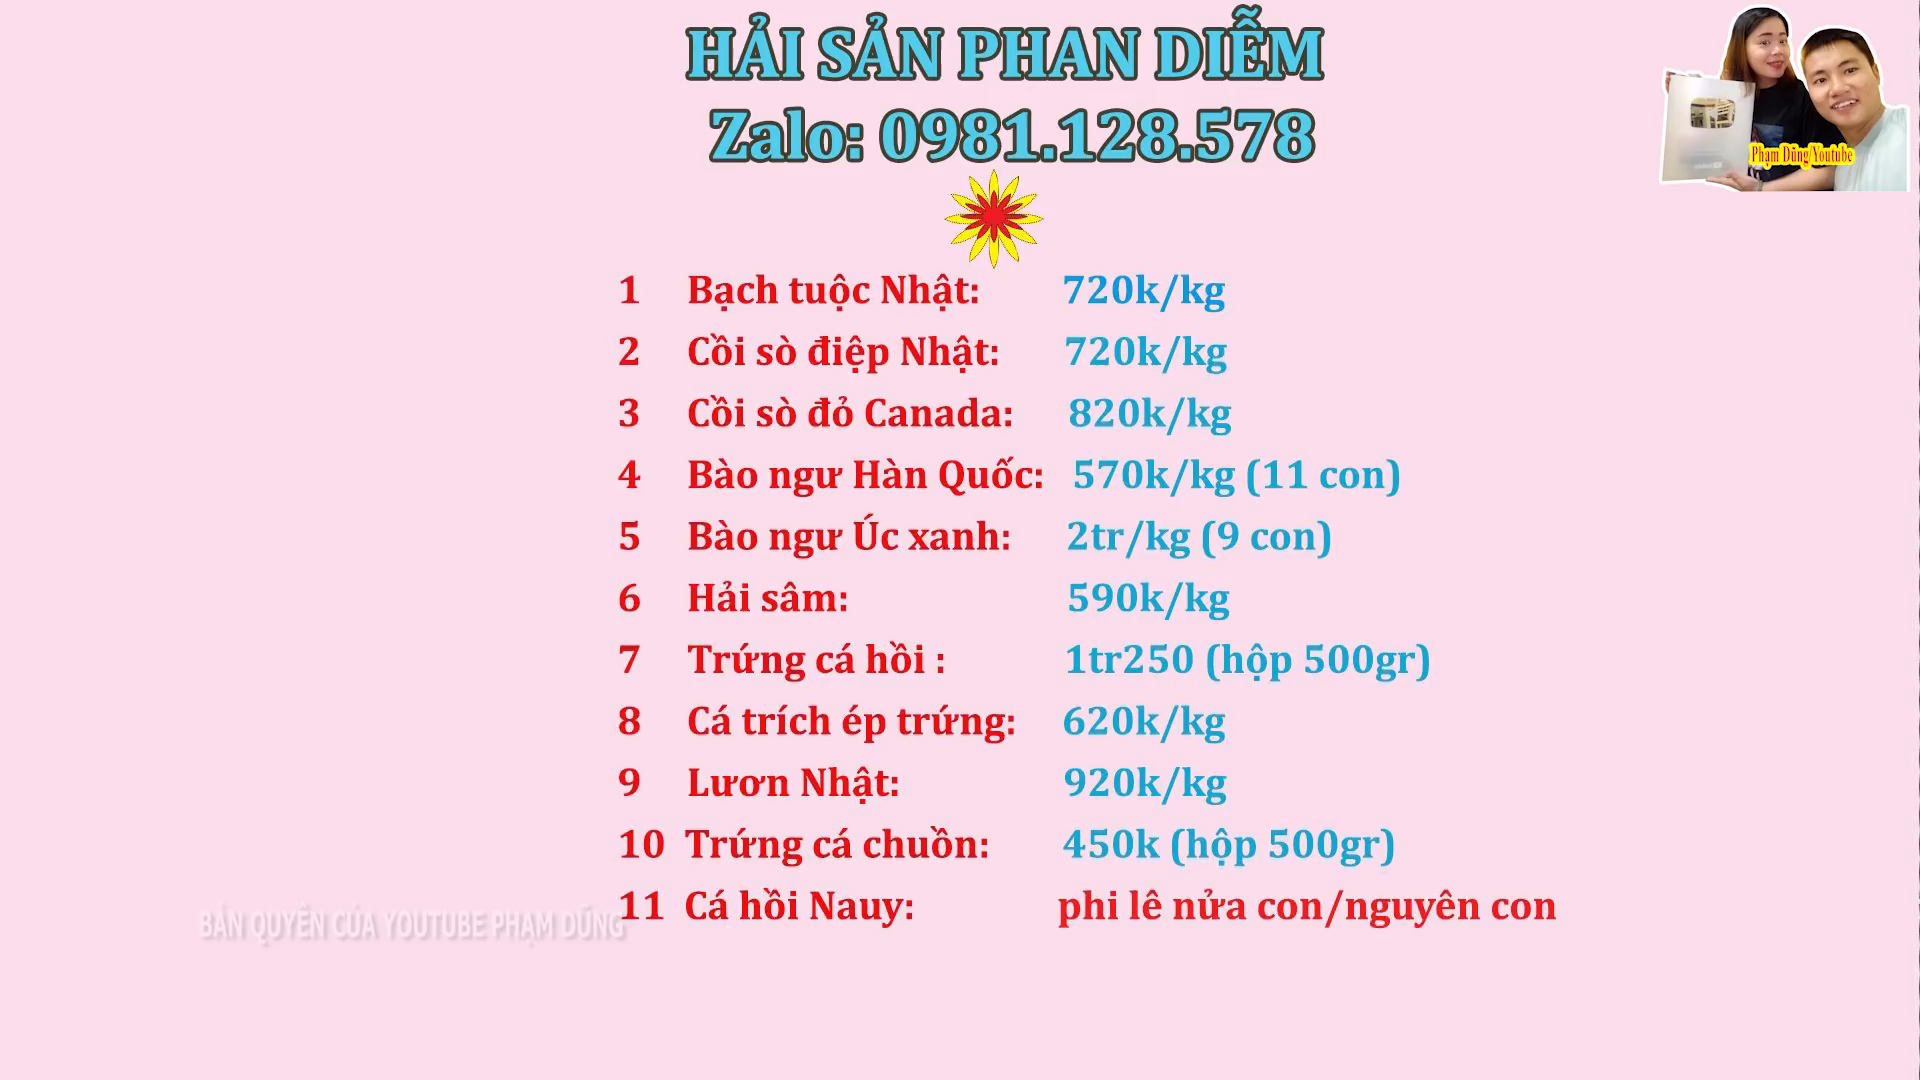 HẢI SẢN PHAN DIỄM
Zalo: 0981.128.578
Phạm Dũng Youtube
1 Bạch tuộc Nhật: 720k/kg
2 Cồi sò điệp Nhật: 720k/kg
3 Cồi sò đỏ Canada: 820k/kg
4 Bào ngư Hàn Quốc: 570k/kg (11 con)
5 Bào ngư Úc xanh: 2tr/kg (9 con)
6 Hải sâm: 590k/kg
7 Trứng cá hồi : 1tr250 (hộp 500gr)
8 Cá trích ép trứng: 620k/kg
9 Lươn Nhật: 920k/kg
10 Trứng cá chuồn: 450k (hộp 500gr)
11 Cá hồi Nauy: phi lê nửa con/nguyên con
BẢN QUYỀN CỦA YOUTUBE PHẠM DŨNG